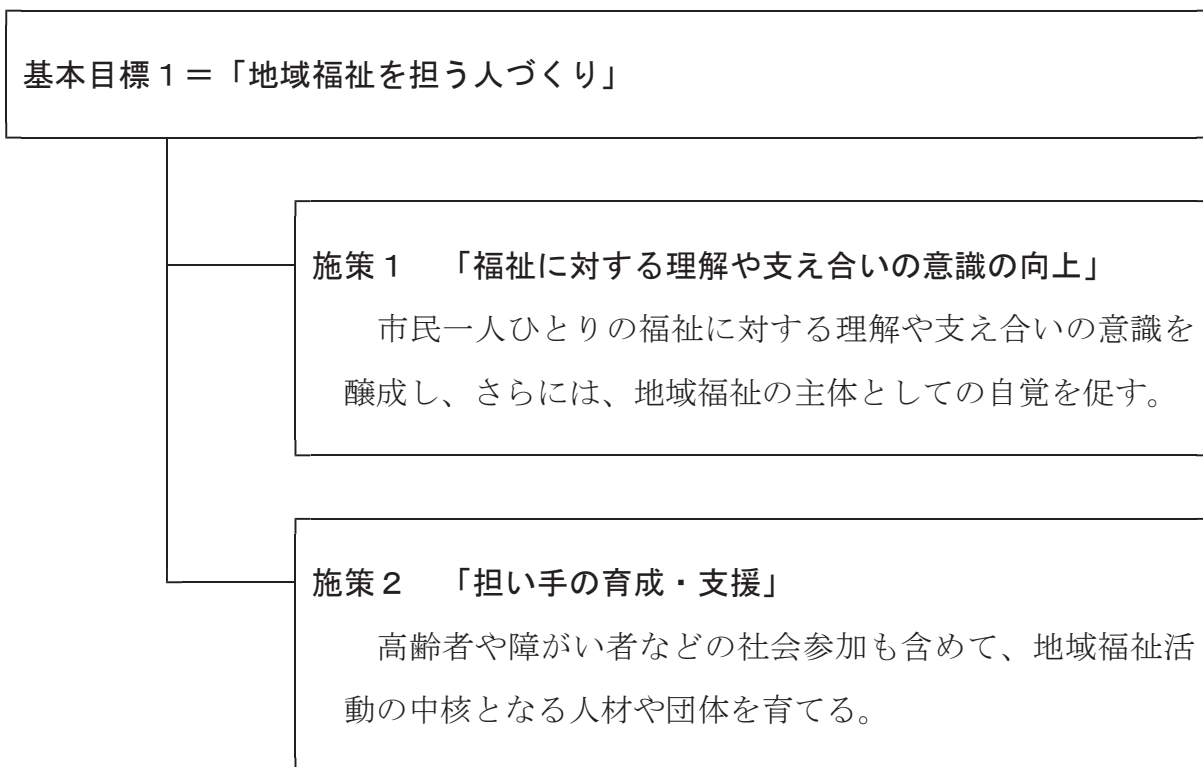 基本目標1＝「地域福祉を担う人づくり」
施策1　「福祉に対する理解や支え合いの意識の向上」
市民一人ひとりの福祉に対する理解や支え合いの意識を
醸成し、さらには、地域福祉の主体としての自覚を促す。
施策2　「担い手の育成・支援」
高齢者や障がい者などの社会参加も含めて、地域福祉活
動の中核となる人材や団体を育てる。